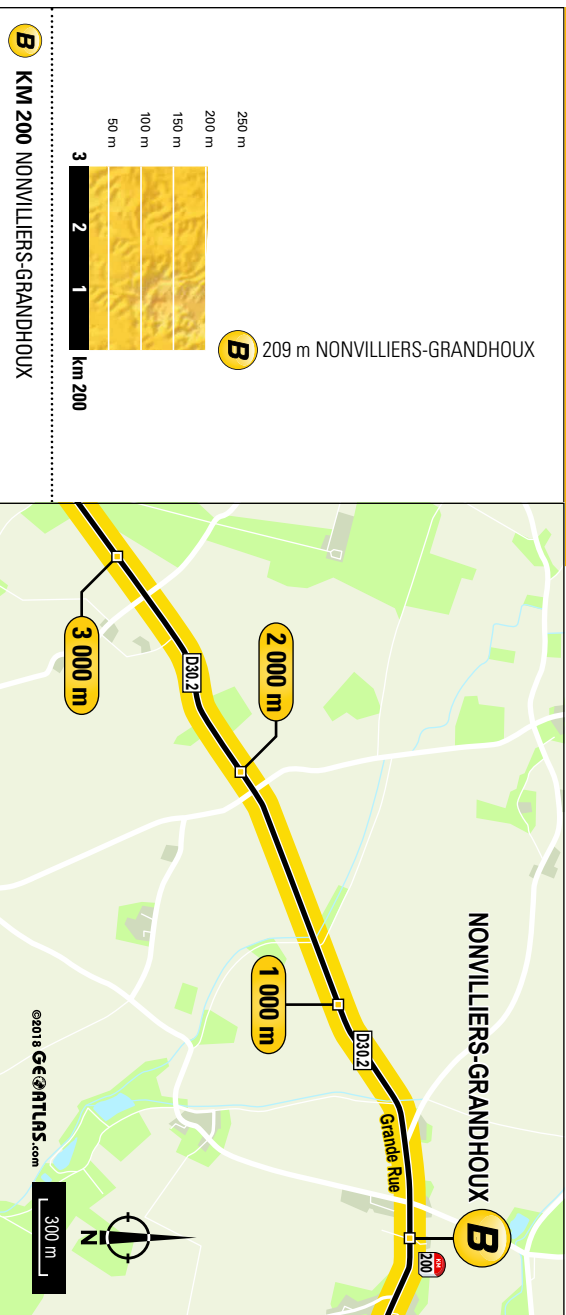 B KM 200 NONVILLIERS-GRANDHOUX
250 m
200 m
150 m
100 m
50 m
3 2 1 km 200
B 209 m NONVILLIERS-GRANDHOUX
NONVILLIERS-GRANDHOUX
B
KM 200
Grande Rue
D30.2
1 000 m
2 000 m
D30.2
3 000 m
©2018 GEOATLAS.com
N
300 m